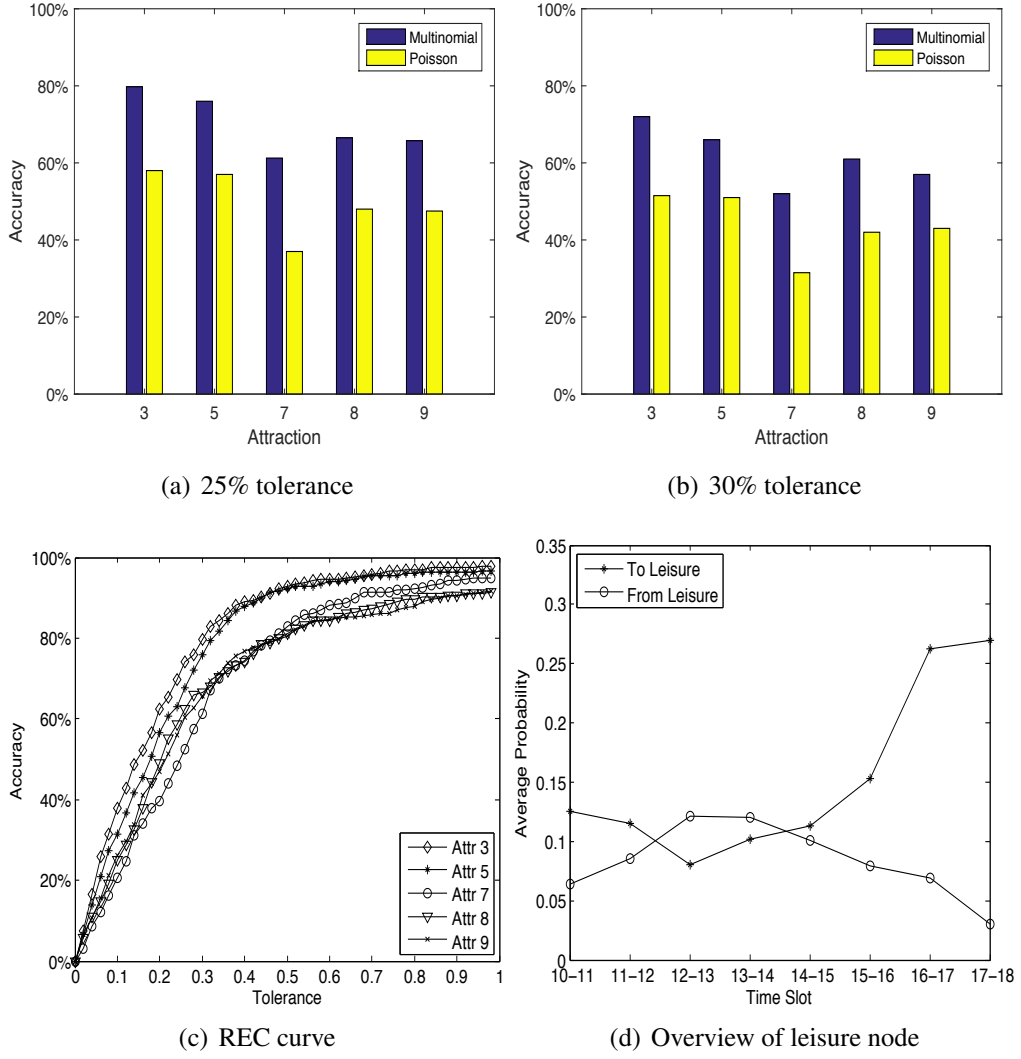 100%
80%
60%
40%
20%
0%
Accuracy
Multinomial
Poisson
3 5 7 8 9
Attraction
(a) 25% tolerance
100%
80%
60%
40%
20%
0%
Accuracy
Multinomial
Poisson
3 5 7 8 9
Attraction
(b) 30% tolerance
100%
80%
60%
40%
20%
0%
Accuracy
Attr 3
Attr 5
Attr 7
Attr 8
Attr 9
0 0.1 0.2 0.3 0.4 0.5 0.6 0.7 0.8 0.9 1
Tolerance
(c) REC curve
0.35
0.3
0.25
0.2
0.15
0.1
0.05
0
Average Probability
To Leisure
From Leisure
10–11 11–12 12–13 13–14 14–15 15–16 16–17 17–18
Time Slot
(d) Overview of leisure node